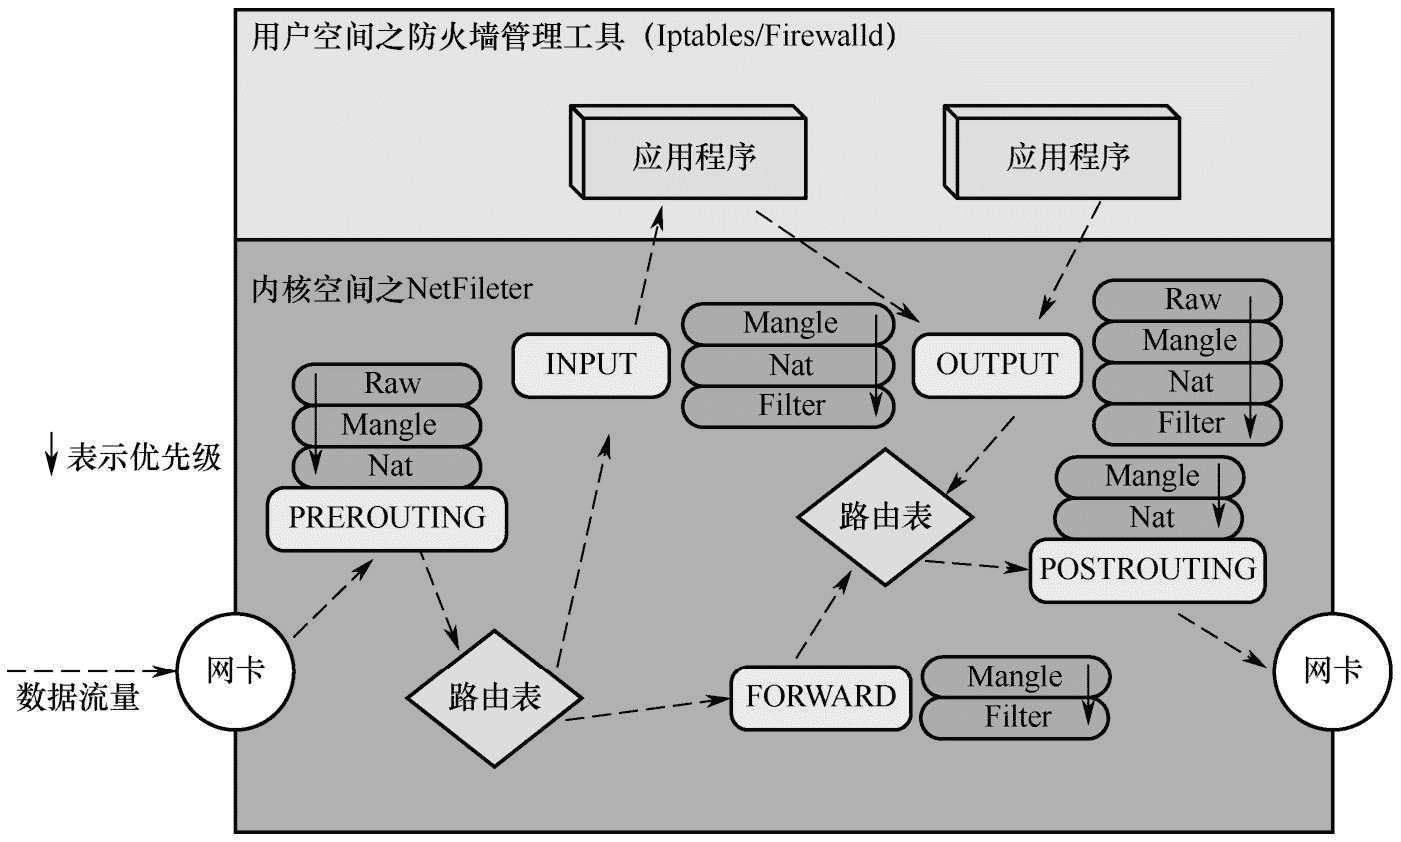 用户空间之防火墙管理工具（Iptables/Firewalld）
应用程序
应用程序
内核空间之NetFileter
Raw
Mangle
Nat
PREROUTING
INPUT
Mangle
Nat
Filter
OUTPUT
Raw
Mangle
Nat
Filter
表示优先级
路由表
Mangle
Nat
POSTROUTING
网卡
数据流量
路由表
FORWARD
Mangle
Filter
网卡